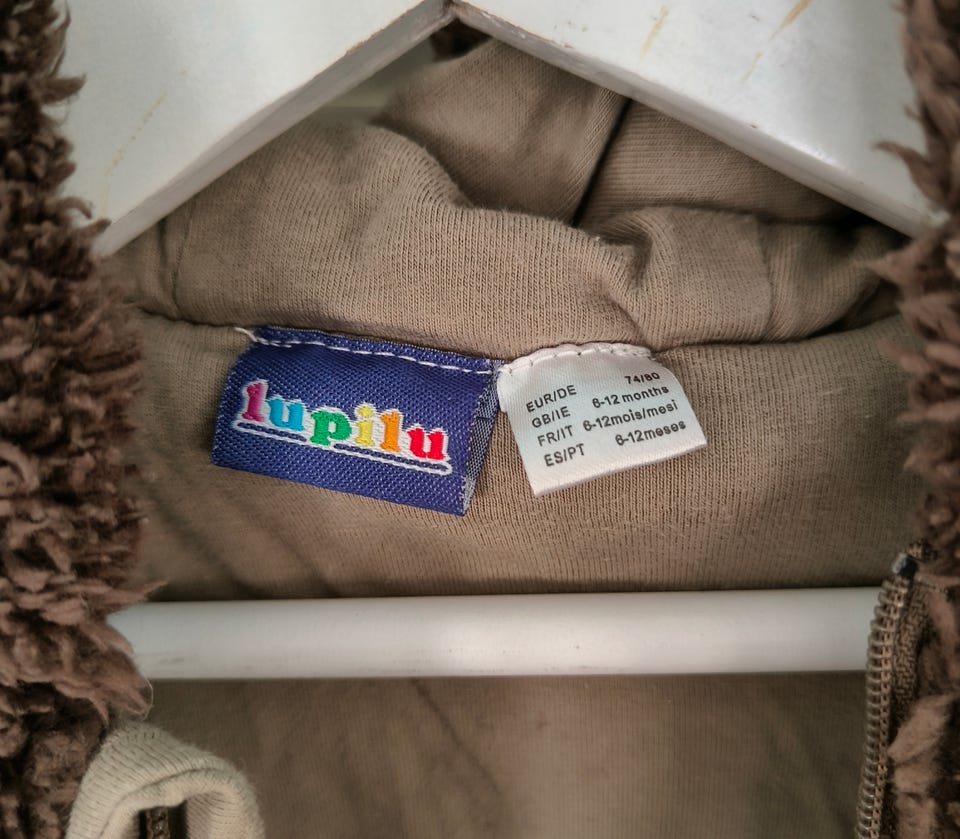 lupilu
EUR/DE 74/80
GB/IE 6-12 months
FR/IT 6-12mois/mesi
ES/PT 6-12meses